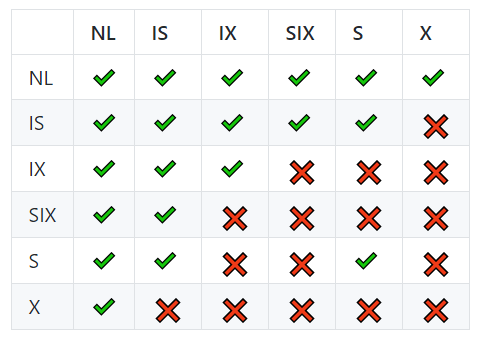 NL IS IX SIX S X
NL ✓ ✓ ✓ ✓ ✓ ✓
IS ✓ ✓ ✓ ✓ ✓ ✗
IX ✓ ✓ ✓ ✗ ✗ ✗
SIX ✓ ✓ ✗ ✗ ✗ ✗
S ✓ ✓ ✗ ✗ ✓ ✗
X ✓ ✗ ✗ ✗ ✗ ✗